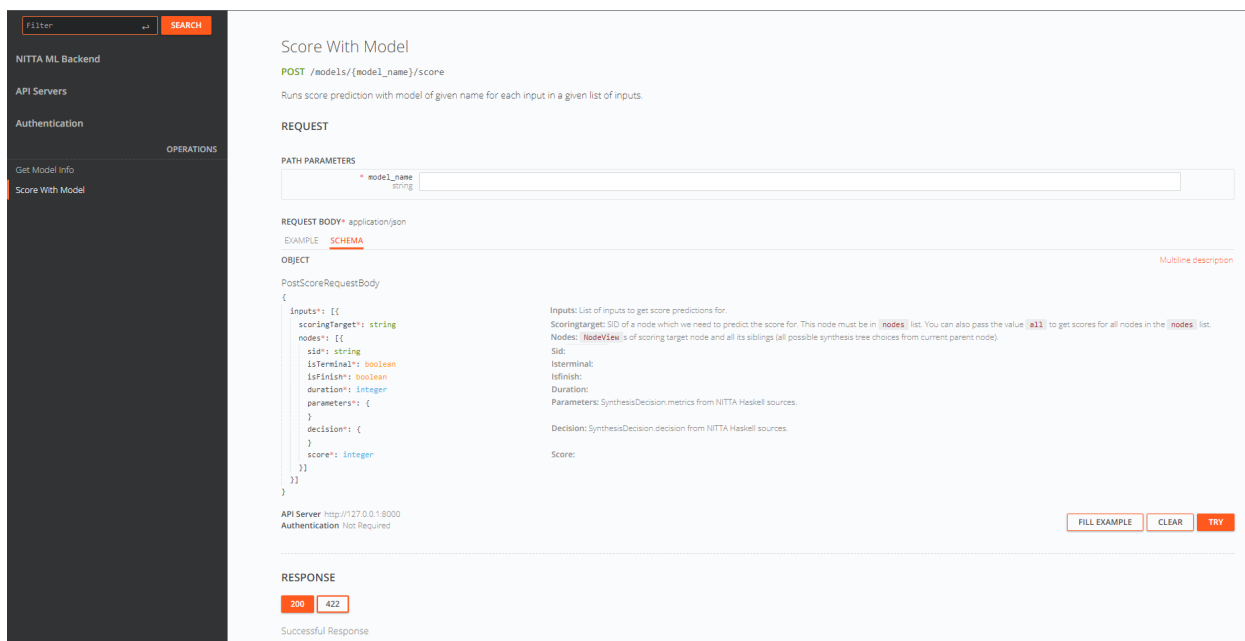 Filter ↵ SEARCH
NITTA ML Backend
API Servers
Authentication
OPERATIONS
Get Model Info
Score With Model
Score With Model
POST /models/{model_name}/score
Runs score prediction with model of given name for each input in a given list of inputs.
REQUEST
PATH PARAMETERS
* model_name
string
REQUEST BODY* application/json
EXAMPLE SCHEMA
OBJECT Multiline description
PostScoreRequestBody
{
inputs*: [{ Inputs: List of inputs to get score predictions for.
scoringTarget*: string Scoringtarget: SID of a node which we need to predict the score for. This node must be in nodes list. You can also pass the value all to get scores for all nodes in the nodes list.
nodes*: [{ Nodes: NodeView s of scoring target node and all its siblings (all possible synthesis tree choices from current parent node).
sid*: string Sid:
isTerminal*: boolean Isterminal:
isFinish*: boolean Isfinish:
duration*: integer Duration:
parameters*: { Parameters: SynthesisDecision.metrics from NITTA Haskell sources.
}
decision*: { Decision: SynthesisDecision.decision from NITTA Haskell sources.
}
score*: integer Score:
}]
}]
}
API Server http://127.0.0.1:8000
Authentication Not Required
FILL EXAMPLE CLEAR TRY
RESPONSE
200 422
Successful Response